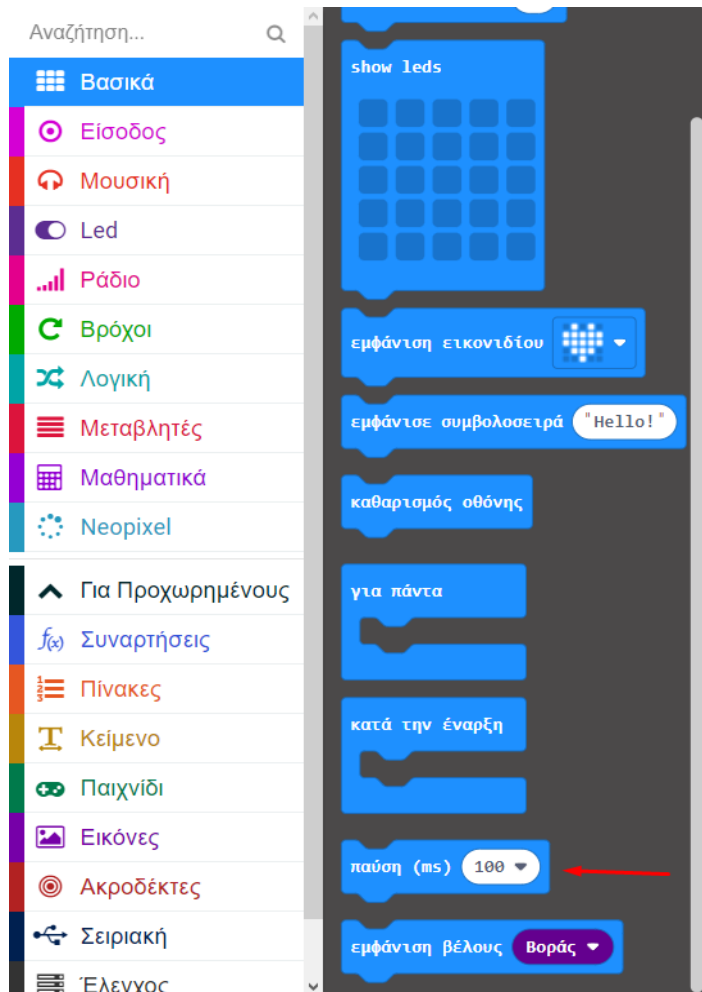 Αναζήτηση...
Βασικά
Είσοδος
Μουσική
Led
Ράδιο
Βρόχοι
Λογική
Μεταβλητές
Μαθηματικά
Neopixel
Για Προχωρημένους
f(x) Συναρτήσεις
Πίνακες
Κείμενο
Παιχνίδι
Εικόνες
Ακροδέκτες
Σειριακή
Έλεγχος
show leds
εμφάνιση εικονιδίου
εμφάνισε συμβολοσειρά "Hello!"
καθαρισμός οθόνης
για πάντα
κατά την έναρξη
παύση (ms) 100
εμφάνιση βέλους Βοράς